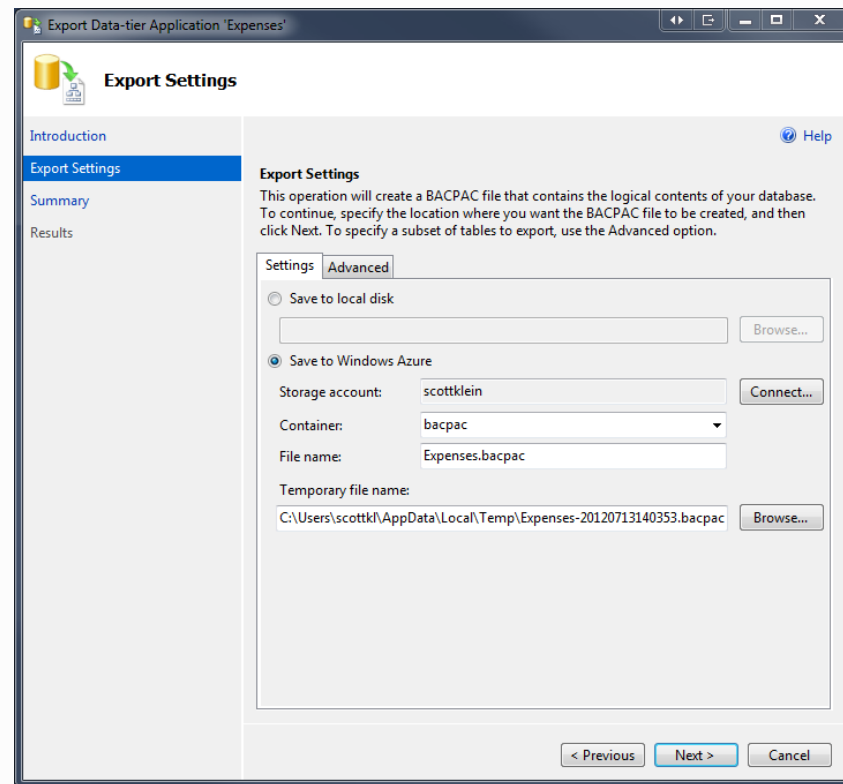 Export Data-tier Application 'Expenses'
Export Settings
Introduction
Export Settings
Summary
Results
Help
Export Settings
This operation will create a BACPAC file that contains the logical contents of your database.
To continue, specify the location where you want the BACPAC file to be created, and then
click Next. To specify a subset of tables to export, use the Advanced option.
Settings
Advanced
Save to local disk
Browse...
Save to Windows Azure
Storage account:
scottklein
Connect...
Container:
bacpac
File name:
Expenses.bacpac
Temporary file name:
C:\Users\scottkl\AppData\Local\Temp\Expenses-20120713140353.bacpac
Browse...
< Previous
Next >
Cancel